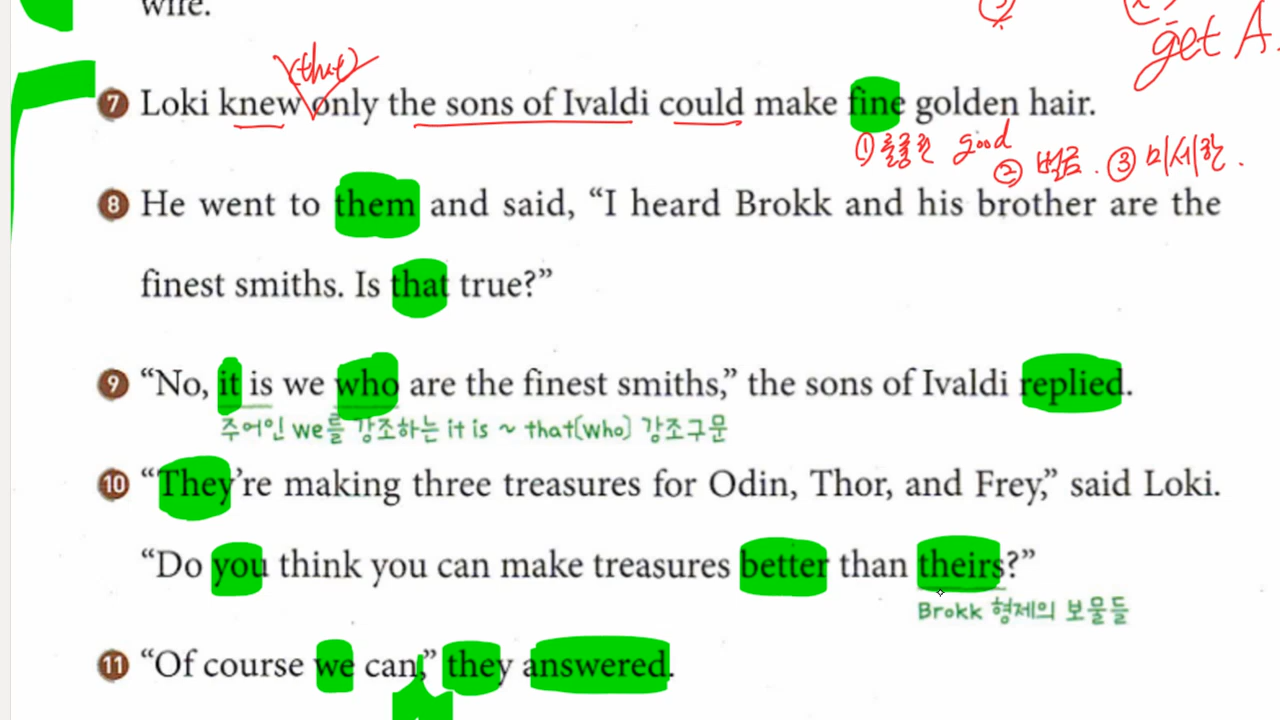 wife.
get A.
(that)
7 Loki knew only the sons of Ivaldi could make fine golden hair.
① 훌륭한 good ② 벌금. ③ 미세한.
8 He went to them and said, “I heard Brokk and his brother are the
finest smiths. Is that true?”
9 “No, it is we who are the finest smiths,” the sons of Ivaldi replied.
주어인 we를 강조하는 it is ~ that(who) 강조구문
10 “They’re making three treasures for Odin, Thor, and Frey,” said Loki.
“Do you think you can make treasures better than theirs?”
Brokk 형제의 보물들
11 “Of course we can,” they answered.